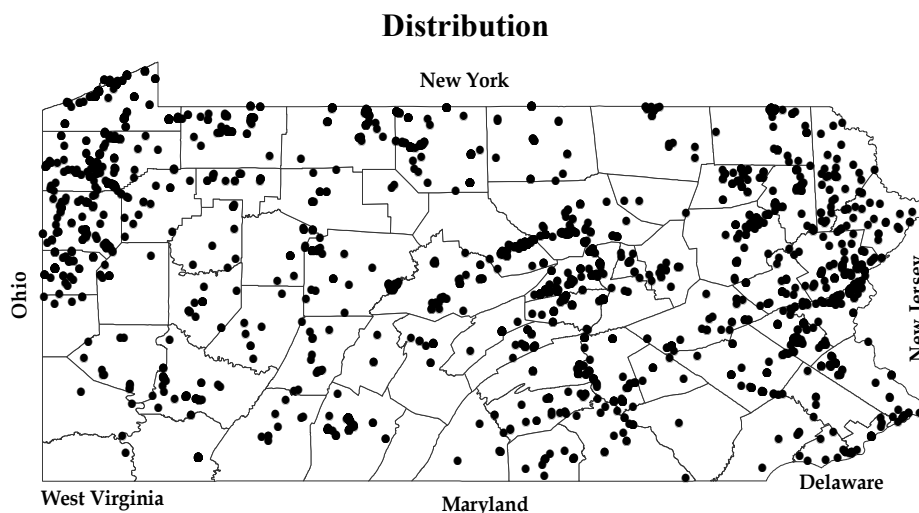 Distribution
New York
Ohio
New Jersey
West Virginia
Maryland
Delaware